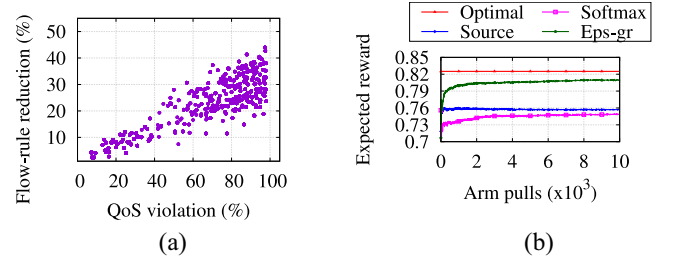 Flow-rule reduction (%)
50
40
30
20
10
0 20 40 60 80 100
QoS violation (%)
(a)
Optimal Softmax
Source Eps-gr
Expected reward
0.85
0.82
0.79
0.76
0.73
0.7
0 2 4 6 8 10
Arm pulls (x10³)
(b)